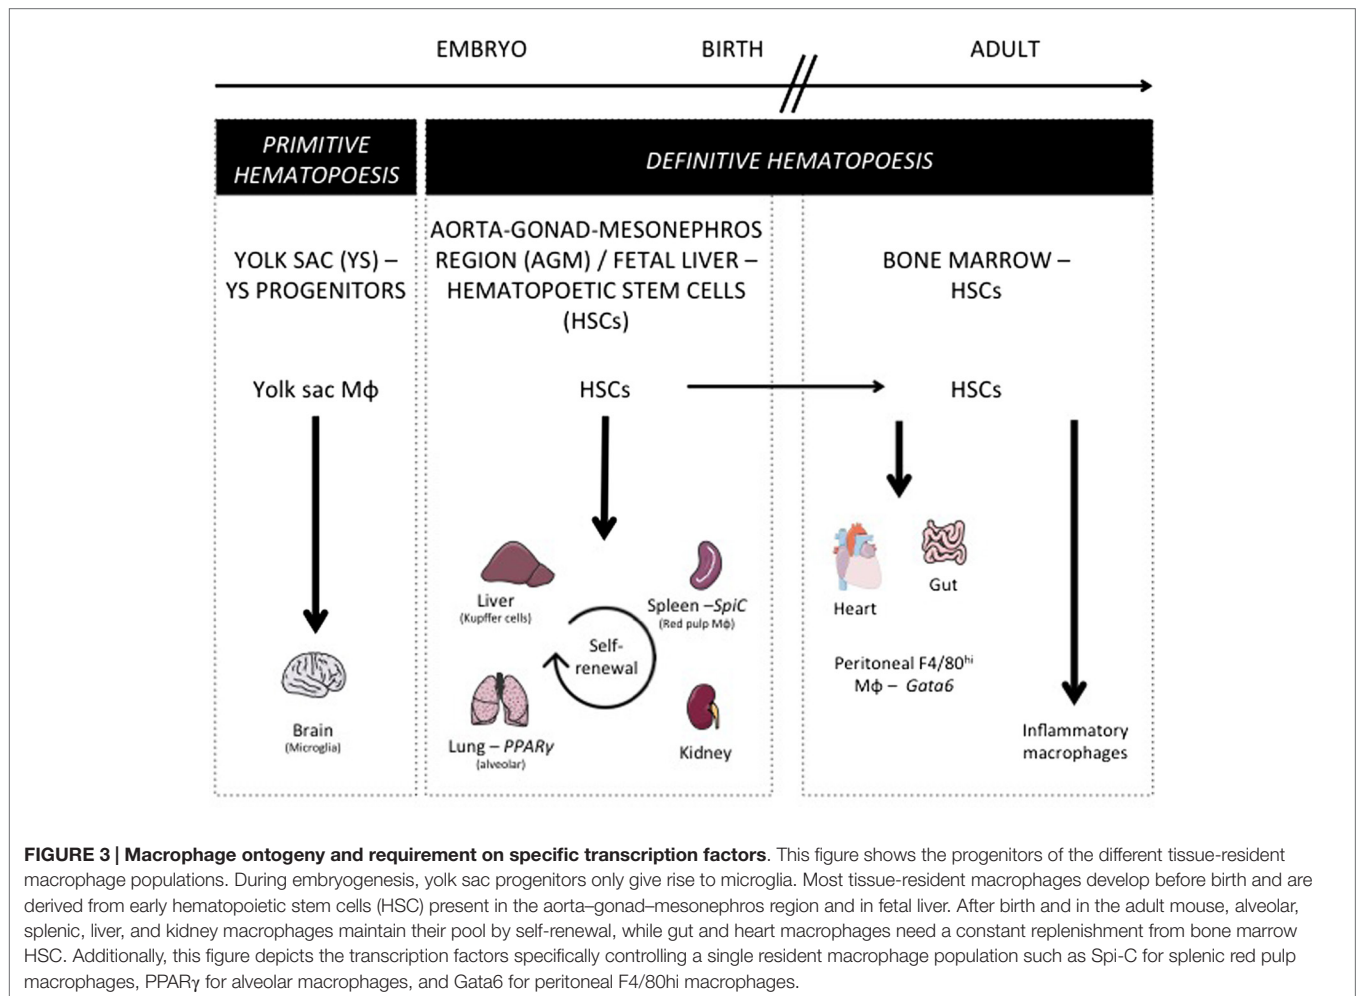 EMBRYO BIRTH ADULT
PRIMITIVE
HEMATOPOESIS
DEFINITIVE HEMATOPOESIS
YOLK SAC (YS) –
YS PROGENITORS
AORTA-GONAD-MESONEPHROS
REGION (AGM) / FETAL LIVER –
HEMATOPOETIC STEM CELLS
(HSCs)
BONE MARROW –
HSCs
Yolk sac Mϕ
HSCs
HSCs
Brain
(Microglia)
Liver
(Kupffer cells)
Spleen –SpiC
(Red pulp Mϕ)
Self-
renewal
Lung – PPARγ
(alveolar)
Kidney
Heart
Gut
Peritoneal F4/80hi
Mϕ – Gata6
Inflammatory
macrophages
FIGURE 3 | Macrophage ontogeny and requirement on specific transcription factors. This figure shows the progenitors of the different tissue-resident
macrophage populations. During embryogenesis, yolk sac progenitors only give rise to microglia. Most tissue-resident macrophages develop before birth and are
derived from early hematopoietic stem cells (HSC) present in the aorta–gonad–mesonephros region and in fetal liver. After birth and in the adult mouse, alveolar,
splenic, liver, and kidney macrophages maintain their pool by self-renewal, while gut and heart macrophages need a constant replenishment from bone marrow
HSC. Additionally, this figure depicts the transcription factors specifically controlling a single resident macrophage population such as Spi-C for splenic red pulp
macrophages, PPARγ for alveolar macrophages, and Gata6 for peritoneal F4/80hi macrophages.